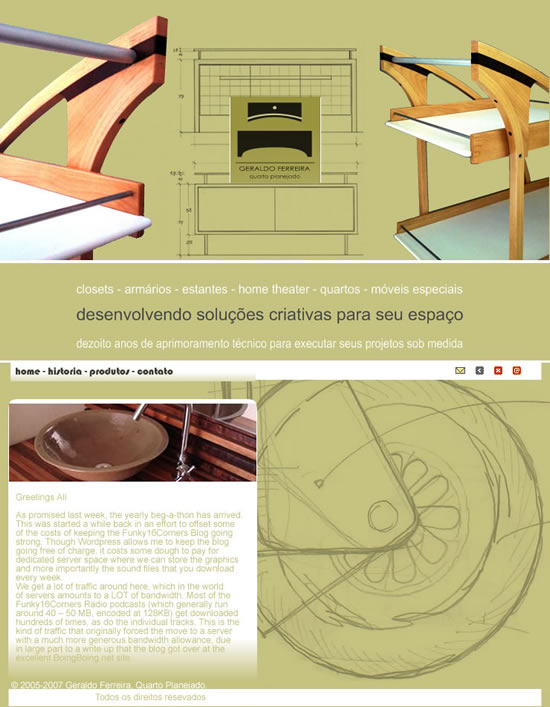 GERALDO FERREIRA
quarto planejado
closets - armários - estantes - home theater - quartos - móveis especiais
desenvolvendo soluções criativas para seu espaço
dezoito anos de aprimoramento técnico para executar seus projetos sob medida
home - historia - produtos - contato
Greetings All
As promised last week, the yearly beg-a-thon has arrived.
This was started a while back in an effort to offset some
of the costs of keeping the Funky16Corners Blog going
strong. Though Wordpress allows me to keep the blog
going free of charge, it costs some dough to pay for
dedicated server space where we can store the graphics
and more importantly the sound files that you download
every week.
We get a lot of traffic around here, which in the world
of servers amounts to a LOT of bandwidth. Most of the
Funky16Corners Radio podcasts (which generally run
around 40 – 50 MB, encoded at 128KB) get downloaded
hundreds of times, as do the individual tracks. This is the
kind of traffic that originally forced the move to a server
with a much more generous bandwidth allowance, due
in large part to a write up that the blog got over at the
excellent BoingBoing net site.
© 2005-2007 Geraldo Ferreira, Quarto Planejado.
Todos os direitos resevados